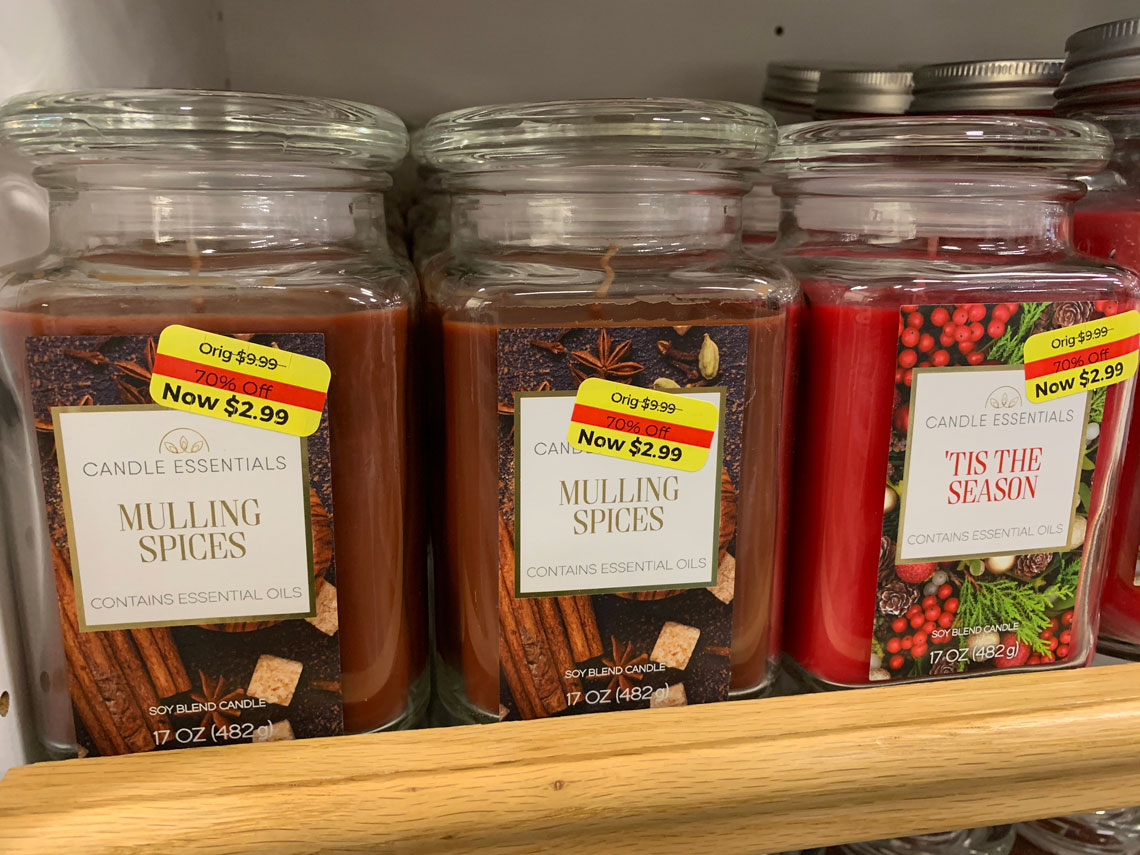 Orig $9.99
70% Off
Now $2.99
CANDLE ESSENTIALS
MULLING
SPICES
CONTAINS ESSENTIAL OILS
SOY BLEND CANDLE
17 OZ (482 g)
Orig $9.99
70% Off
Now $2.99
MULLING
SPICES
CONTAINS ESSENTIAL OILS
SOY BLEND CANDLE
17 OZ (482 g)
Orig $9.99
70% Off
Now $2.99
CANDLE ESSENTIALS
'TIS THE
SEASON
CONTAINS ESSENTIAL OILS
SOY BLEND CANDLE
17 OZ (482 g)